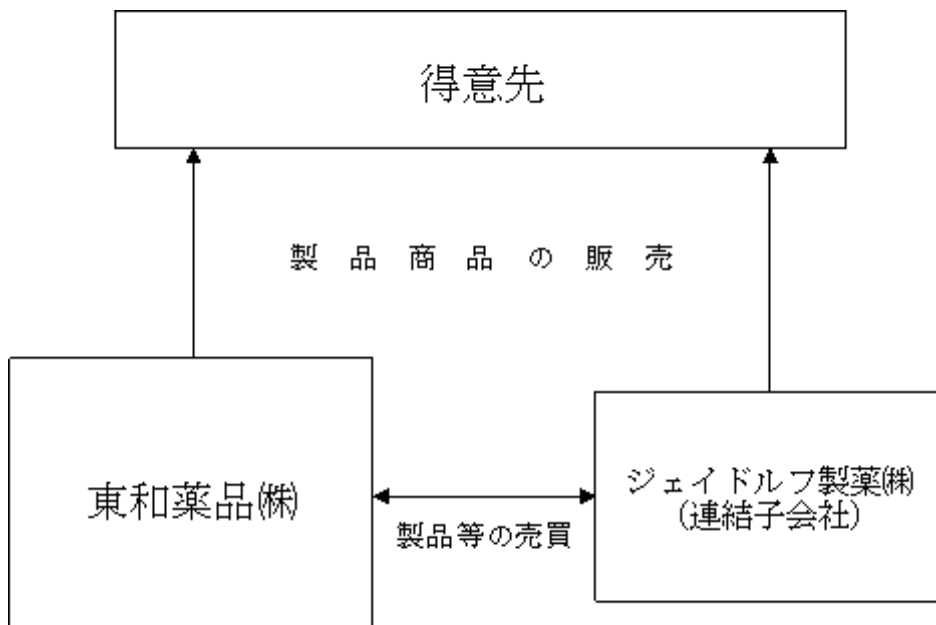 得意先
製品商品の販売
東和薬品㈱
ジェイドルフ製薬㈱
（連結子会社）
製品等の売買